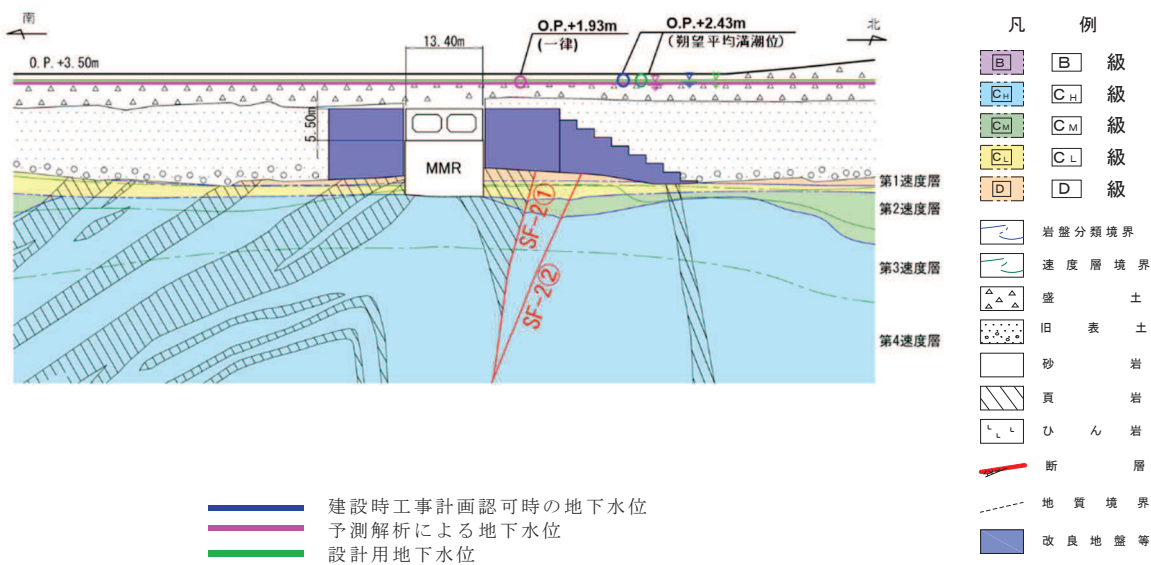 南
北
O.P.+1.93m
(一律)
O.P.+2.43m
(朔望平均満潮位)
13.40m
O.P.+3.50m
5.50m
MMR
SF-2①
SF-2②
第1速度層
第2速度層
第3速度層
第4速度層
凡 例
B B 級
CH CH 級
CM CM 級
CL CL 級
D D 級
岩盤分類境界
速度層境界
盛土
旧表土
砂岩
頁岩
ひん岩
断層
地質境界
改良地盤等
建設時工事計画認可時の地下水位
予測解析による地下水位
設計用地下水位